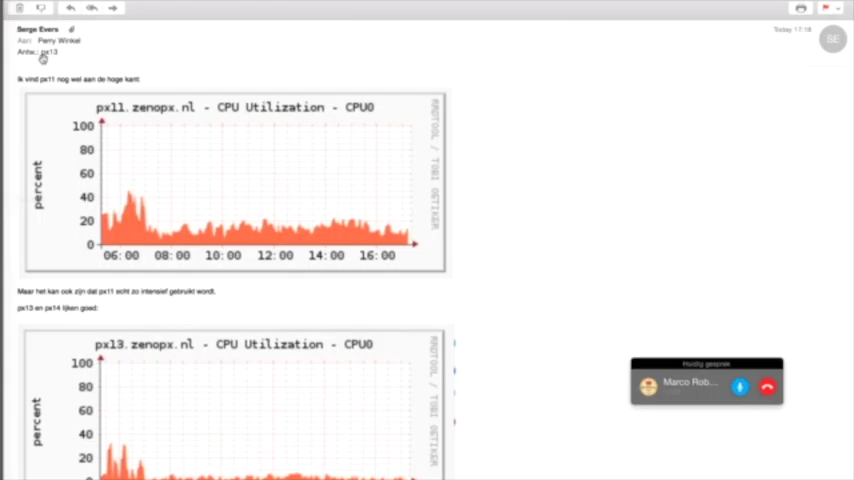 Serge Evers
Aan: Perry Winkel
Antw.: px13
Today 17:18
SE
Ik vind px11 nog wel aan de hoge kant:
px11.zenopx.nl - CPU Utilization - CPU0
RRDTOOL / TOBI OETIKER
percent
100
80
60
40
20
0
06:00 08:00 10:00 12:00 14:00 16:00
Maar het kan ook zijn dat px11 echt zo intensief gebruikt wordt.
px13 en px14 lijken goed:
px13.zenopx.nl - CPU Utilization - CPU0
RRDTOOL / TOBI OETIKER
percent
100
80
60
40
20
Huidig gesprek
Marco Rob...